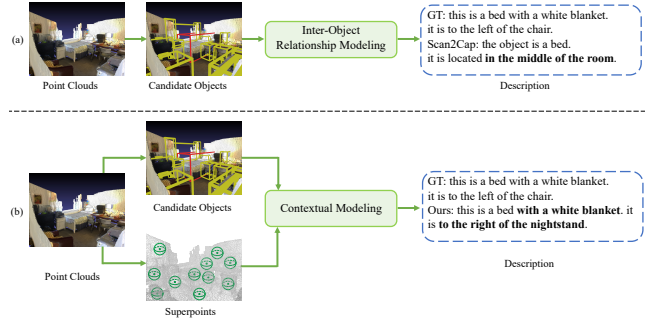 (a)
Point Clouds
Candidate Objects
Inter-Object
Relationship Modeling
GT: this is a bed with a white blanket.
it is to the left of the chair.
Scan2Cap: the object is a bed.
it is located in the middle of the room.
Description
(b)
Point Clouds
Candidate Objects
Superpoints
Contextual Modeling
GT: this is a bed with a white blanket.
it is to the left of the chair.
Ours: this is a bed with a white blanket. it
is to the right of the nightstand.
Description